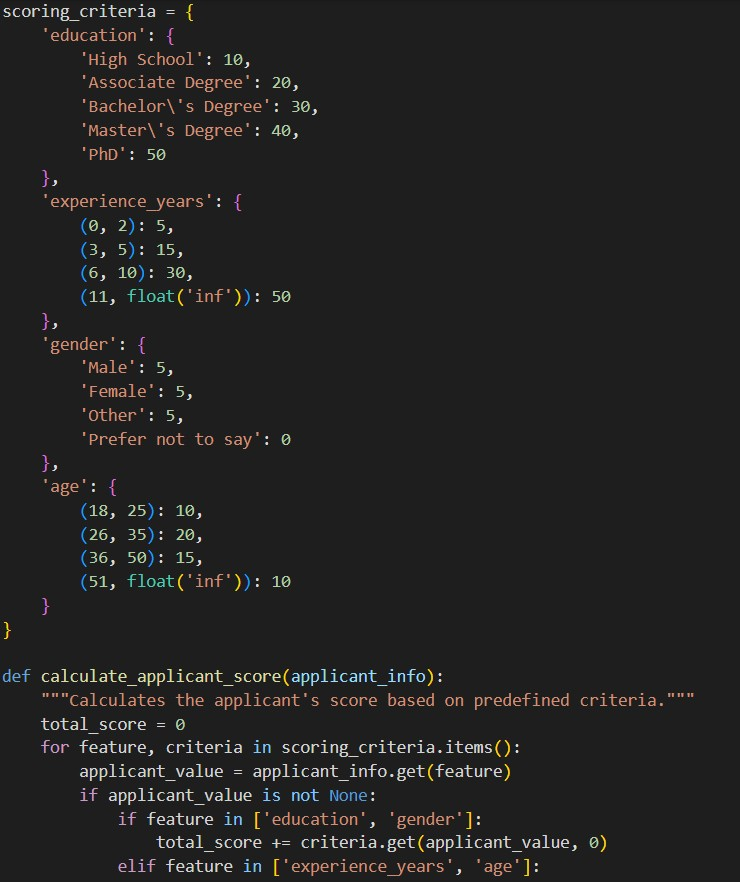 scoring_criteria = {
    'education': {
        'High School': 10,
        'Associate Degree': 20,
        'Bachelor\'s Degree': 30,
        'Master\'s Degree': 40,
        'PhD': 50
    },
    'experience_years': {
        (0, 2): 5,
        (3, 5): 15,
        (6, 10): 30,
        (11, float('inf')): 50
    },
    'gender': {
        'Male': 5,
        'Female': 5,
        'Other': 5,
        'Prefer not to say': 0
    },
    'age': {
        (18, 25): 10,
        (26, 35): 20,
        (36, 50): 15,
        (51, float('inf')): 10
    }
}

def calculate_applicant_score(applicant_info):
    """Calculates the applicant's score based on predefined criteria."""
    total_score = 0
    for feature, criteria in scoring_criteria.items():
        applicant_value = applicant_info.get(feature)
        if applicant_value is not None:
            if feature in ['education', 'gender']:
                total_score += criteria.get(applicant_value, 0)
            elif feature in ['experience_years', 'age']: